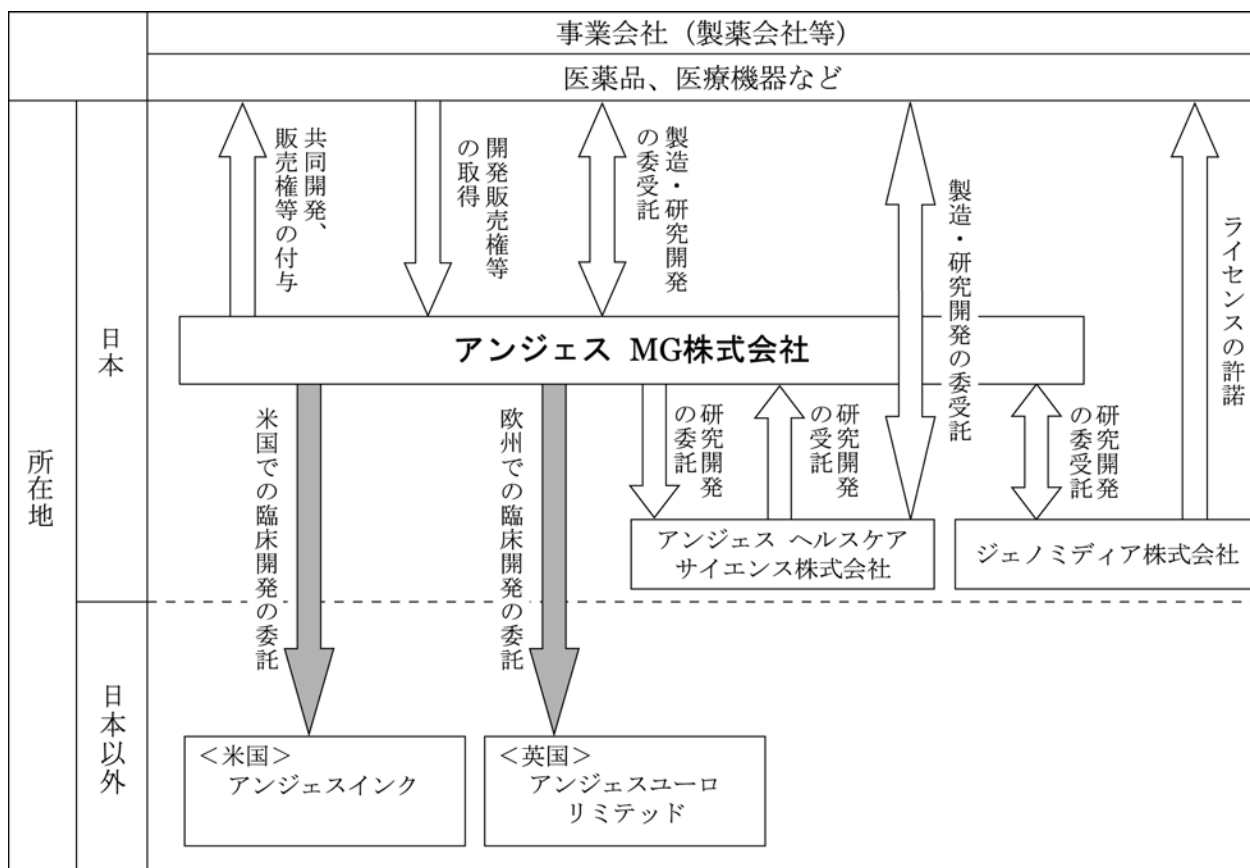 事業会社（製薬会社等）
医薬品、医療機器など
所在地
日本
日本以外
共同開発、
販売権等の付与
開発販売権等
の取得
製造・研究開発
の委受託
製造・研究開発の委受託
ライセンスの許諾
アンジェス MG株式会社
米国での臨床開発の委託
欧州での臨床開発の委託
研究開発
の委託
研究開発
の受託
研究開発
の委受託
アンジェス ヘルスケア
サイエンス株式会社
ジェノミディア株式会社
＜米国＞
アンジェスインク
＜英国＞
アンジェスユーロ
リミテッド